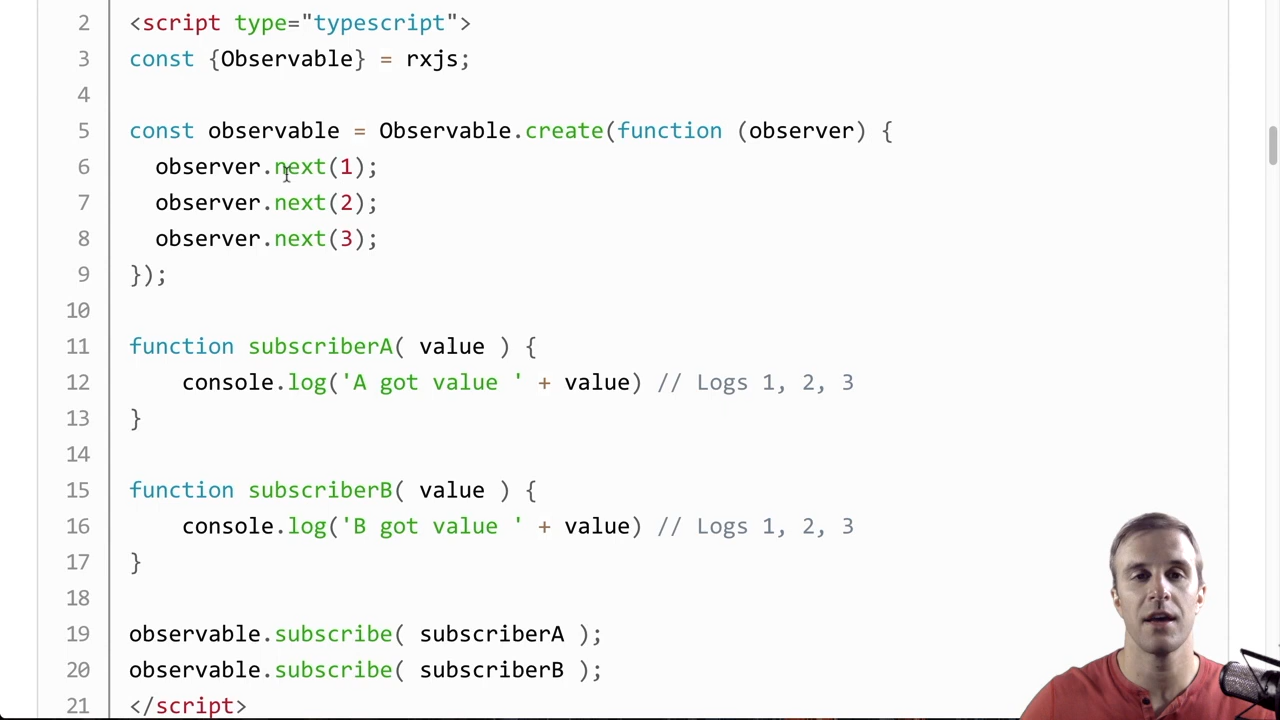 2 <script type="typescript">
3 const {Observable} = rxjs;
4
5 const observable = Observable.create(function (observer) {
6 observer.next(1);
7 observer.next(2);
8 observer.next(3);
9 });
10
11 function subscriberA( value ) {
12 console.log('A got value ' + value) // Logs 1, 2, 3
13 }
14
15 function subscriberB( value ) {
16 console.log('B got value ' + value) // Logs 1, 2, 3
17 }
18
19 observable.subscribe( subscriberA );
20 observable.subscribe( subscriberB );
21 </script>